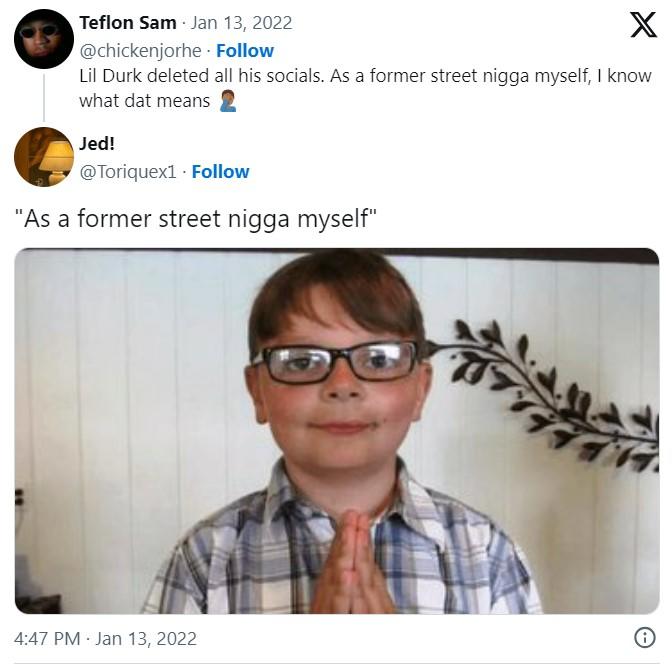 Teflon Sam · Jan 13, 2022
@chickenjorhe · Follow
Lil Durk deleted all his socials. As a former street nigga myself, I know
what dat means 🤦🏽‍♂️
Jed!
@Toriquex1 · Follow
"As a former street nigga myself"
4:47 PM · Jan 13, 2022